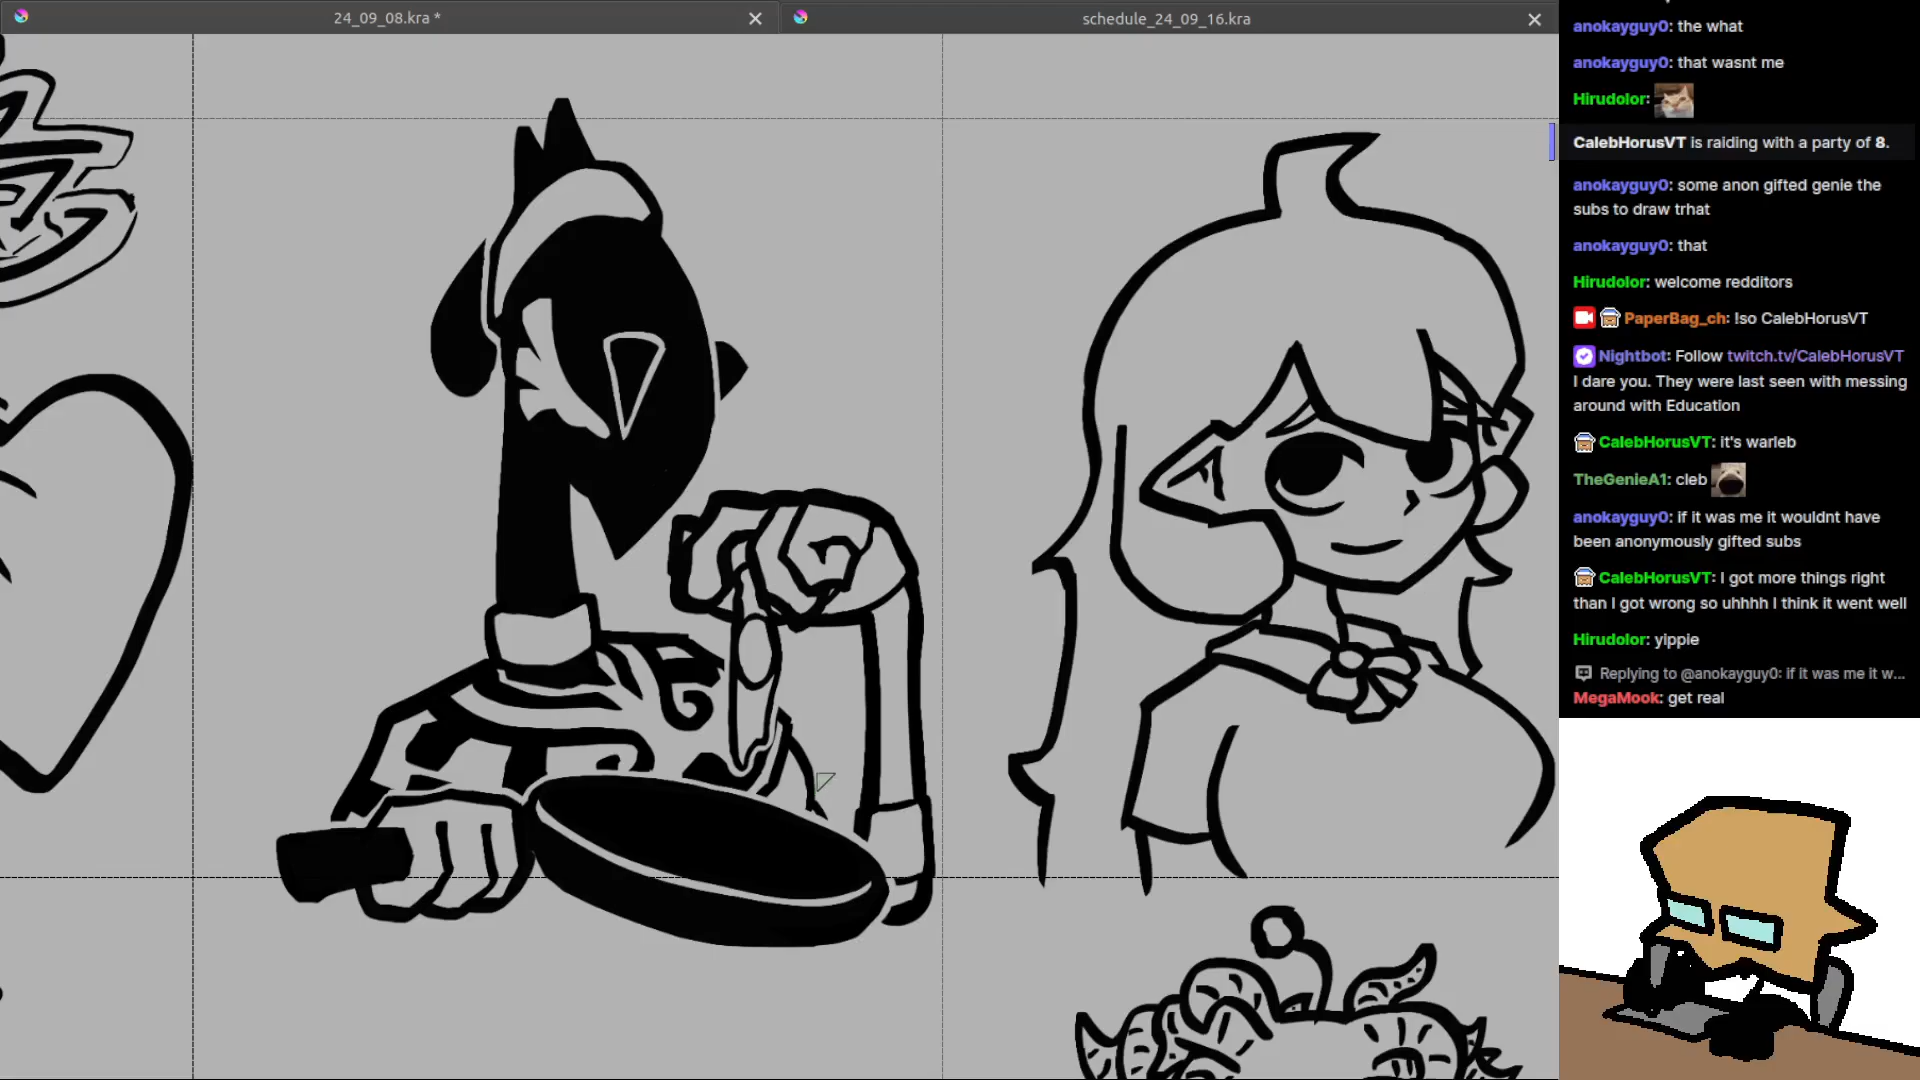 24_09_08.kra *
schedule_24_09_16.kra
anokayguy0: the what
anokayguy0: that wasnt me
Hirudolor:
CalebHorusVT is raiding with a party of 8.
anokayguy0: some anon gifted genie the
subs to draw trhat
anokayguy0: that
Hirudolor: welcome redditors
PaperBag_ch: !so CalebHorusVT
Nightbot: Follow twitch.tv/CalebHorusVT
I dare you. They were last seen with messing
around with Education
CalebHorusVT: it's warleb
TheGenieA1: cleb
anokayguy0: if it was me it wouldnt have
been anonymously gifted subs
CalebHorusVT: I got more things right
than I got wrong so uhhhh I think it went well
Hirudolor: yippie
Replying to @anokayguy0: if it was me it w...
MegaMook: get real